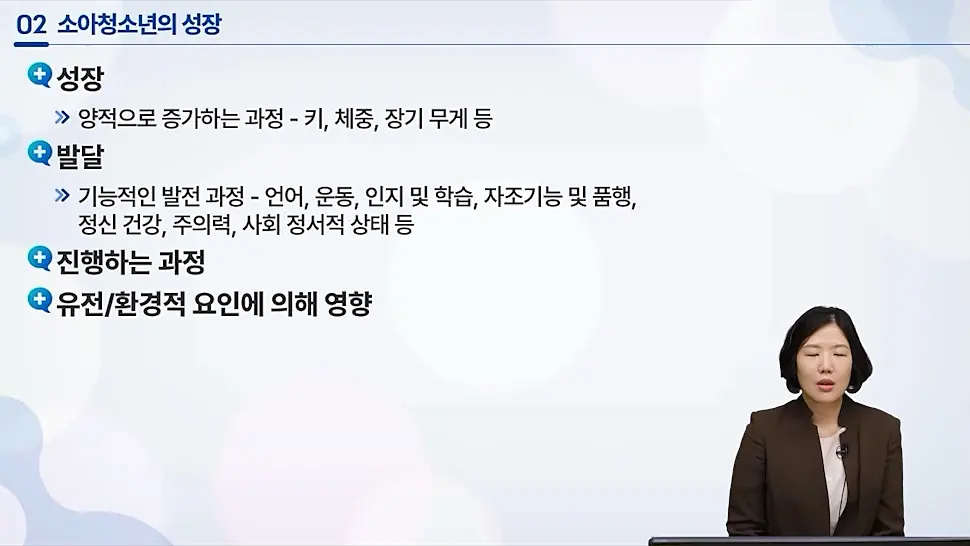 02 소아청소년의 성장
성장
양적으로 증가하는 과정 - 키, 체중, 장기 무게 등
발달
기능적인 발전 과정 - 언어, 운동, 인지 및 학습, 자조기능 및 품행,
정신 건강, 주의력, 사회 정서적 상태 등
진행하는 과정
유전/환경적 요인에 의해 영향